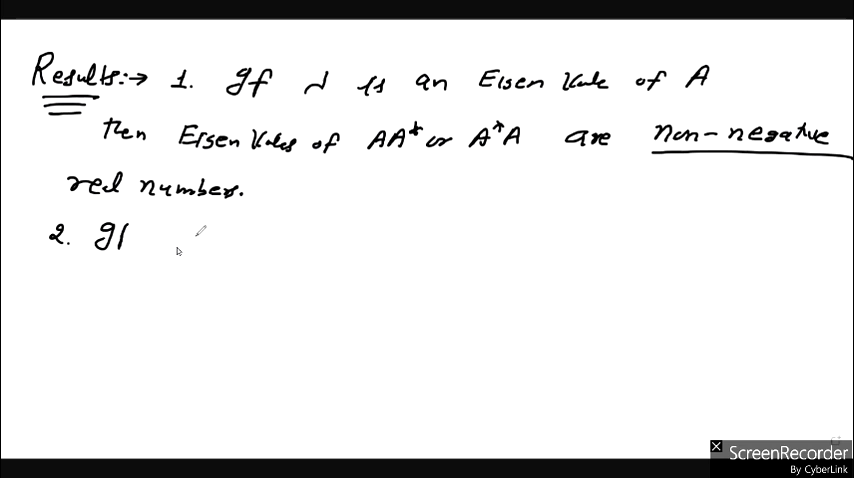 Results:→ 1. If λ is an Eigen Value of A
then Eigen Values of AA* or A*A are non-negative
real numbers.
2. If
ScreenRecorder
By CyberLink